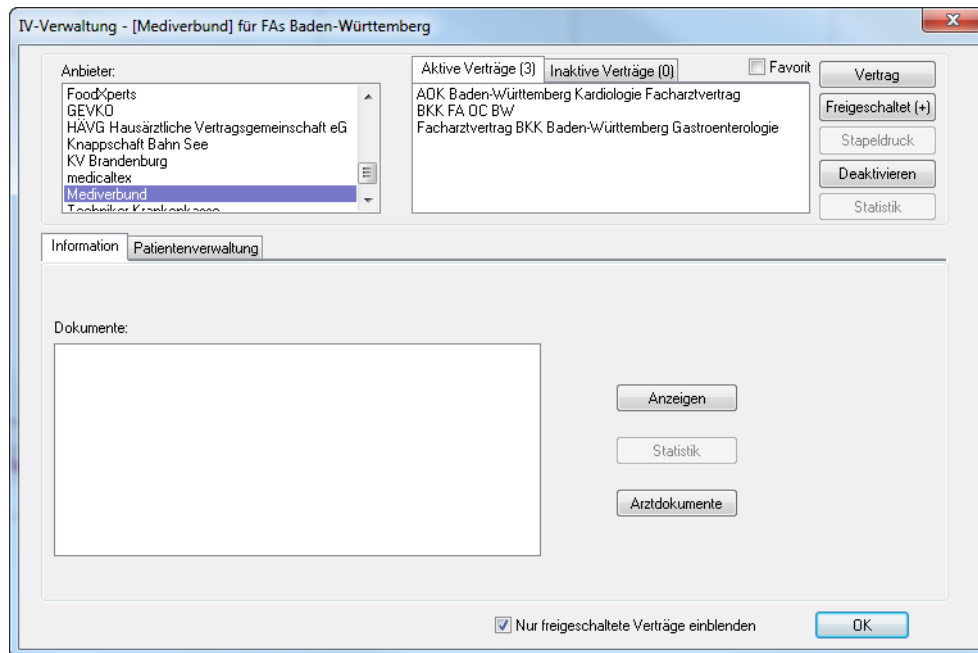 IV-Verwaltung - [Mediverbund] für FAs Baden-Württemberg
Anbieter:
FoodXperts
GEVKO
HÄVG Hausärztliche Vertragsgemeinschaft eG
Knappschaft Bahn See
KV Brandenburg
medicaltex
Mediverbund
Techniker Krankenkasse
Aktive Verträge (3)
Inaktive Verträge (0)
Favorit
AOK Baden-Württemberg Kardiologie Facharztvertrag
BKK FA OC BW
Facharztvertrag BKK Baden-Württemberg Gastroenterologie
Vertrag
Freigeschaltet (+)
Stapeldruck
Deaktivieren
Statistik
Information
Patientenverwaltung
Dokumente:
Anzeigen
Statistik
Arztdokumente
Nur freigeschaltete Verträge einblenden
OK